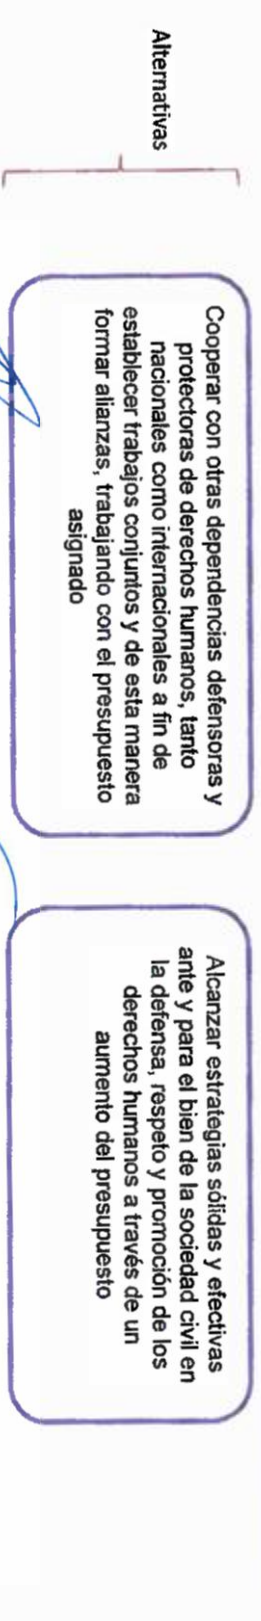 Alternativas
Cooperar con otras dependencias defensoras y
protectoras de derechos humanos, tanto
nacionales como internacionales a fin de
establecer trabajos conjuntos y de esta manera
formar alianzas, trabajando con el presupuesto
asignado
Alcanzar estrategias sólidas y efectivas
ante y para el bien de la sociedad civil en
la defensa, respeto y promoción de los
derechos humanos a través de un
aumento del presupuesto